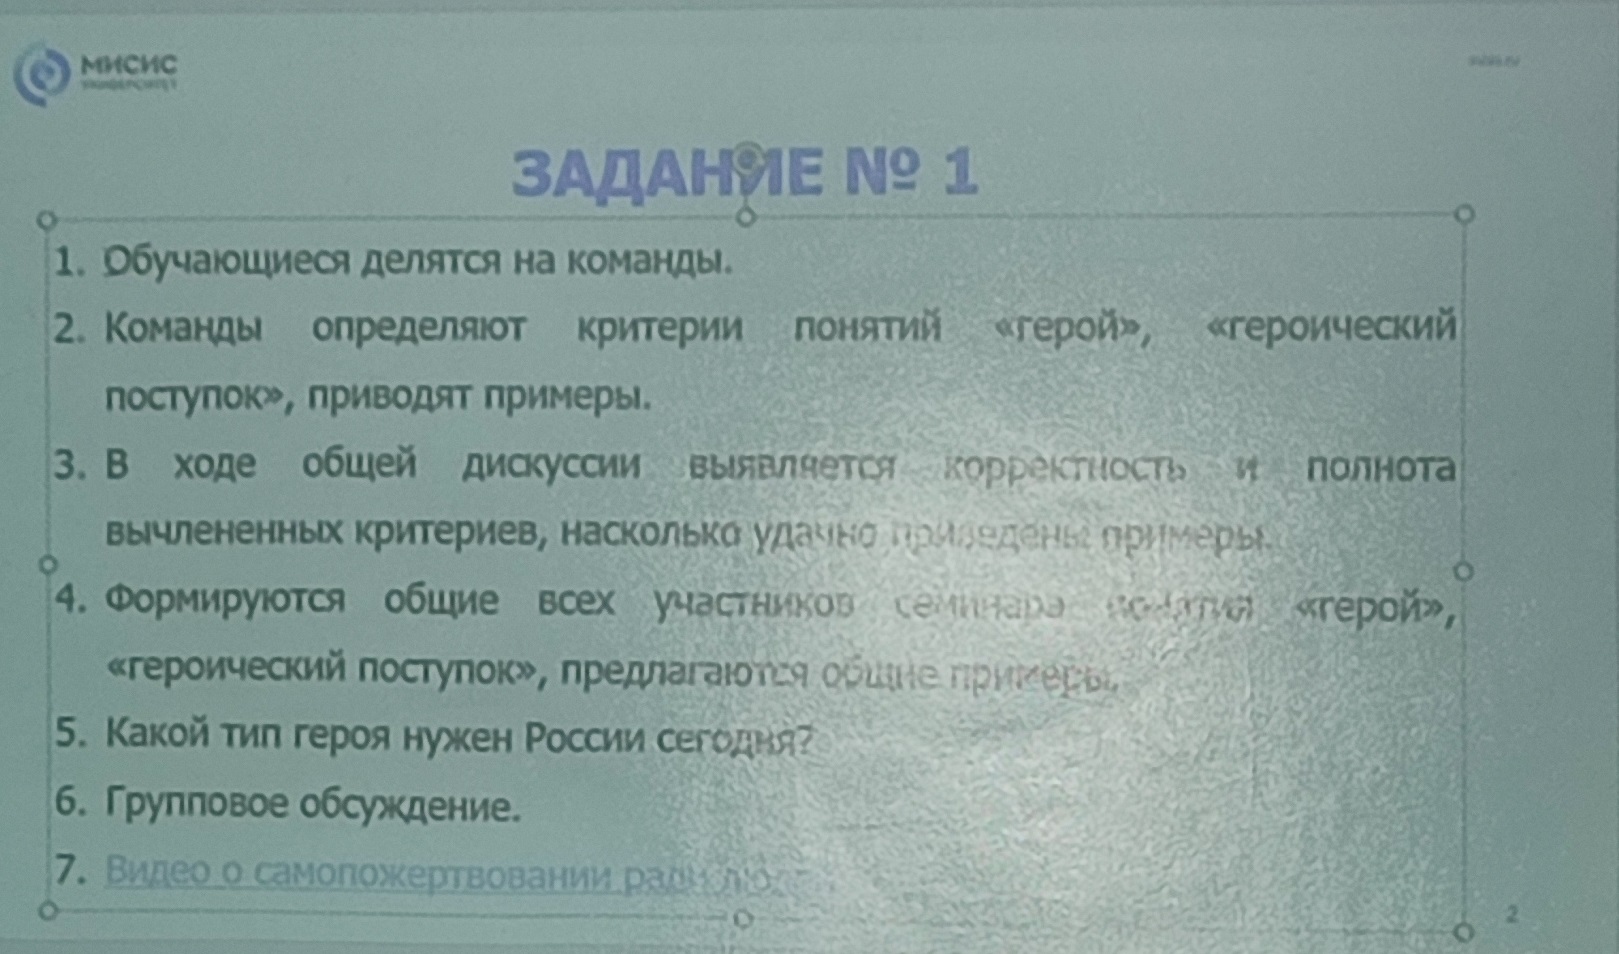 МИСИС
УНИВЕРСИТЕТ
misis.ru
ЗАДАНИЕ № 1
1. Обучающиеся делятся на команды.
2. Команды определяют критерии понятий «герой», «героический
поступок», приводят примеры.
3. В ходе общей дискуссии выявляется корректность и полнота
вычлененных критериев, насколько удачно приведены примеры.
4. Формируются общие всех участников семинара понятия «герой»,
«героический поступок», предлагаются общие примеры.
5. Какой тип героя нужен России сегодня?
6. Групповое обсуждение.
7. Видео о самопожертвовании ради
2